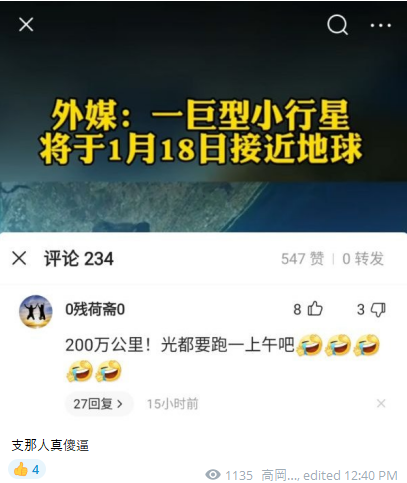 外媒：一巨型小行星
将于1月18日接近地球
评论 234
547 赞 | 0 转发
0残荷斋0
8
3
200万公里！光都要跑一上午吧🤣🤣🤣🤣🤣
27回复 >
15小时前
支那人真傻逼
👍 4
1135 高岡..., edited 12:40 PM